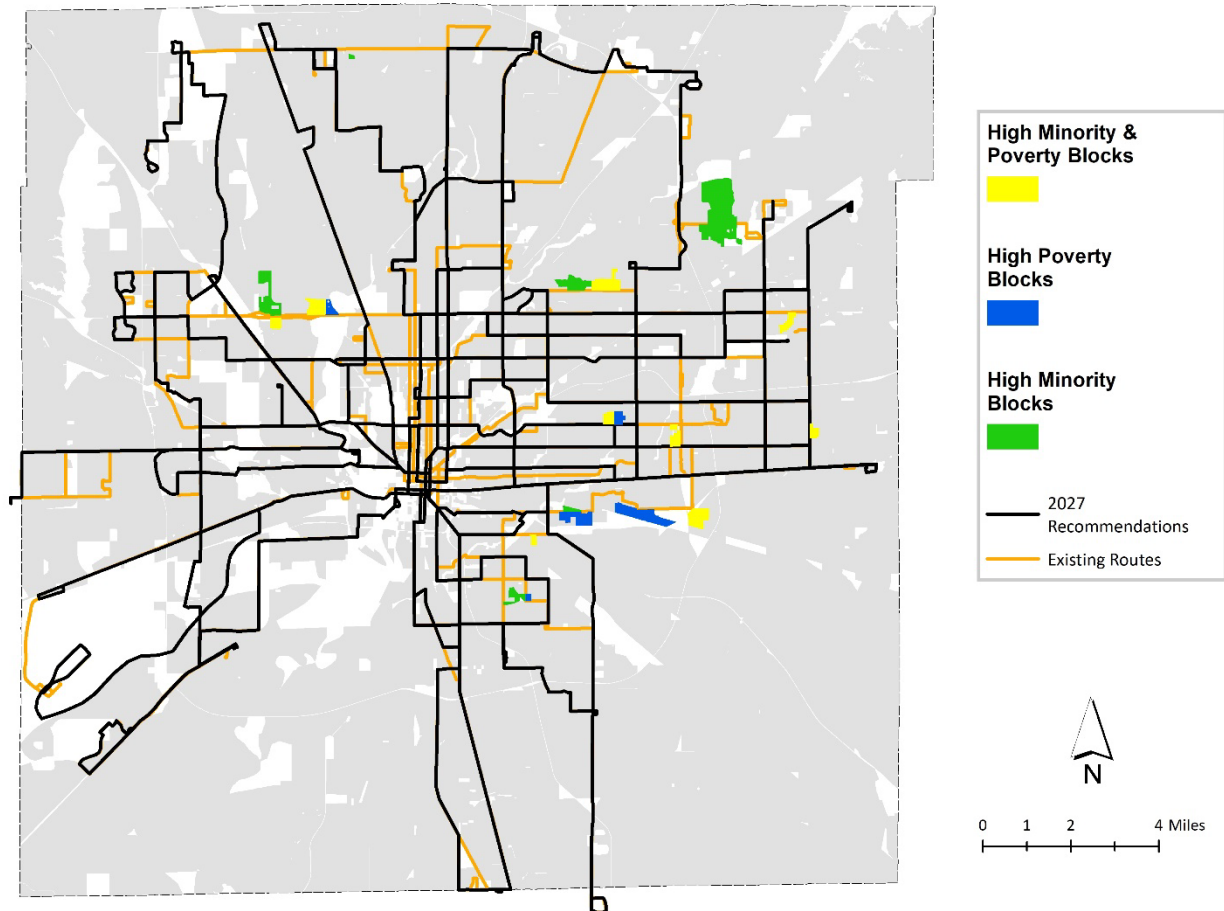 High Minority &
Poverty Blocks
High Poverty
Blocks
High Minority
Blocks
2027
Recommendations
Existing Routes
N
0 1 2 4 Miles